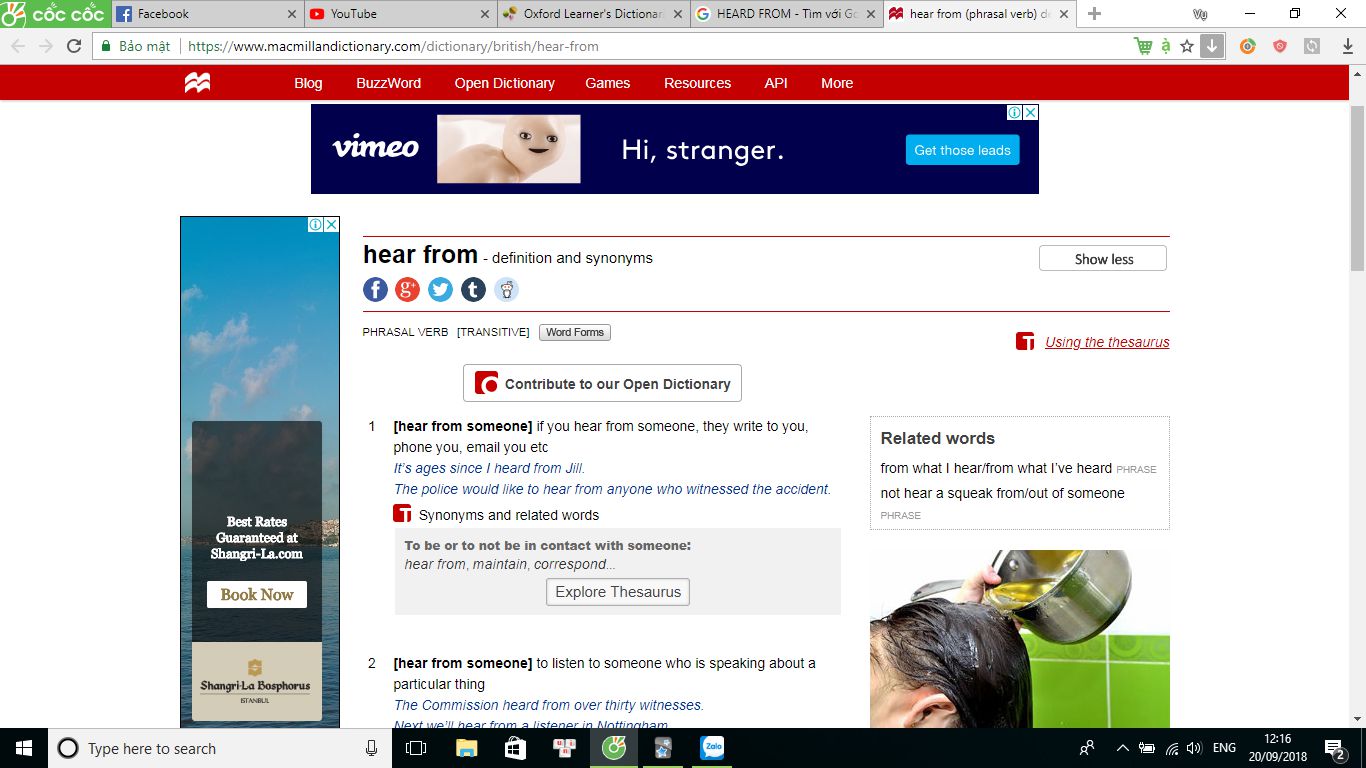 CỐC CỐC
Facebook
YouTube
Oxford Learner's Dictionar
HEARD FROM - Tìm với Go
hear from (phrasal verb) de
Vy
Bảo mật
https://www.macmillandictionary.com/dictionary/british/hear-from
Blog BuzzWord Open Dictionary Games Resources API More
vimeo
Hi, stranger.
Get those leads
hear from - definition and synonyms
Show less
PHRASAL VERB [TRANSITIVE] Word Forms
Using the thesaurus
Contribute to our Open Dictionary
1 [hear from someone] if you hear from someone, they write to you,
phone you, email you etc
It's ages since I heard from Jill.
The police would like to hear from anyone who witnessed the accident.
Synonyms and related words
To be or to not be in contact with someone:
hear from, maintain, correspond...
Explore Thesaurus
2 [hear from someone] to listen to someone who is speaking about a
particular thing
The Commission heard from over thirty witnesses.
Next we'll hear from a listener in Nottingham
Related words
from what I hear/from what I've heard PHRASE
not hear a squeak from/out of someone
PHRASE
Best Rates
Guaranteed at
Shangri-La.com
Book Now
Shangri-La Bosphorus
ISTANBUL
Type here to search
Zalo
ENG
12:16
20/09/2018
2